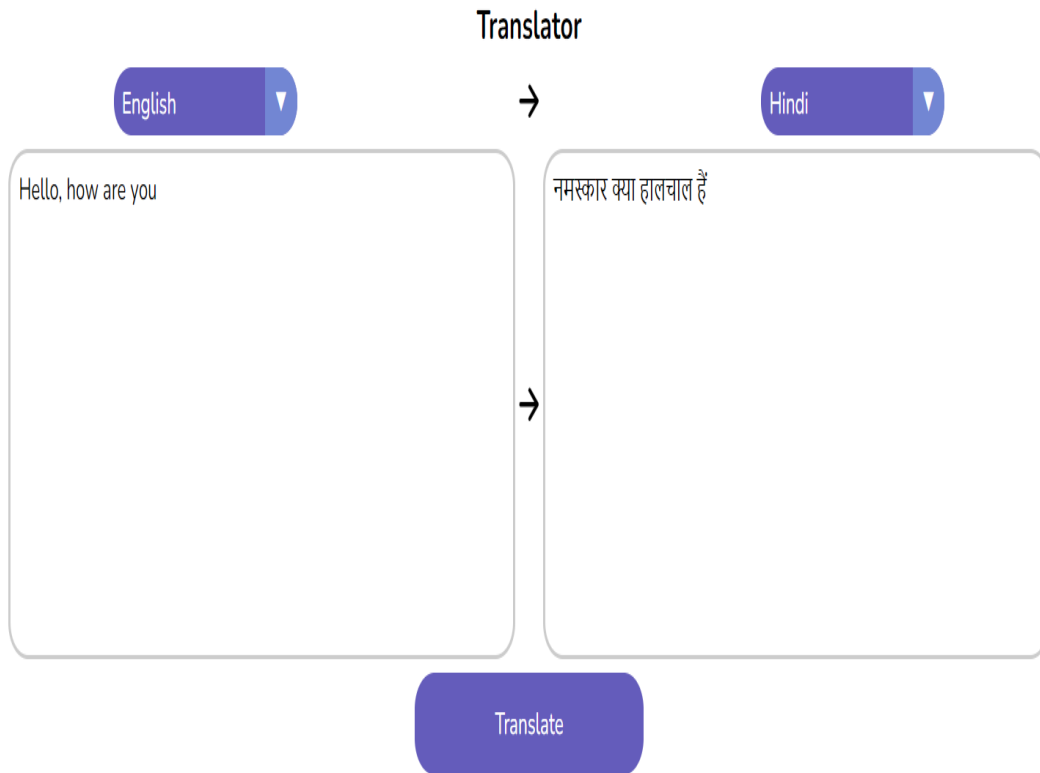 Translator
English
→
Hindi
Hello, how are you
→
नमस्कार क्या हालचाल हैं
Translate